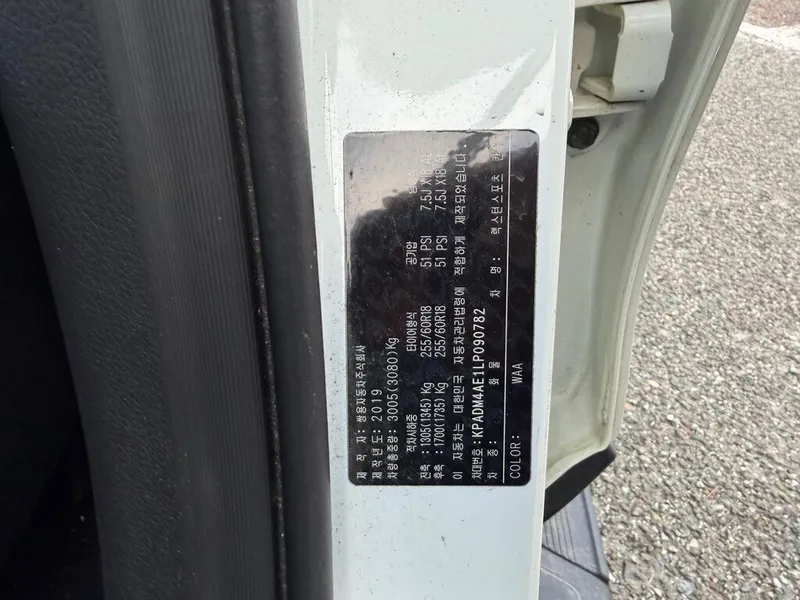 제 작 자: 쌍용자동차주식회사
제작년도: 2019
차량총중량: 3005(3080)Kg
적차시하중 타이어형식 공기압
전축: 1305(1345) Kg 255/60R18 51 PSI 7.5J X18
후축: 1700(1735) Kg 255/60R18 51 PSI 7.5J X18
이 자동차는 대한민국 자동차관리법령에 적합하게 제작되었습니다.
차대번호: KPADM4AE1LP090782
차 종: 화 물 차 명: 렉스턴스포츠 칸
COLOR: WAA